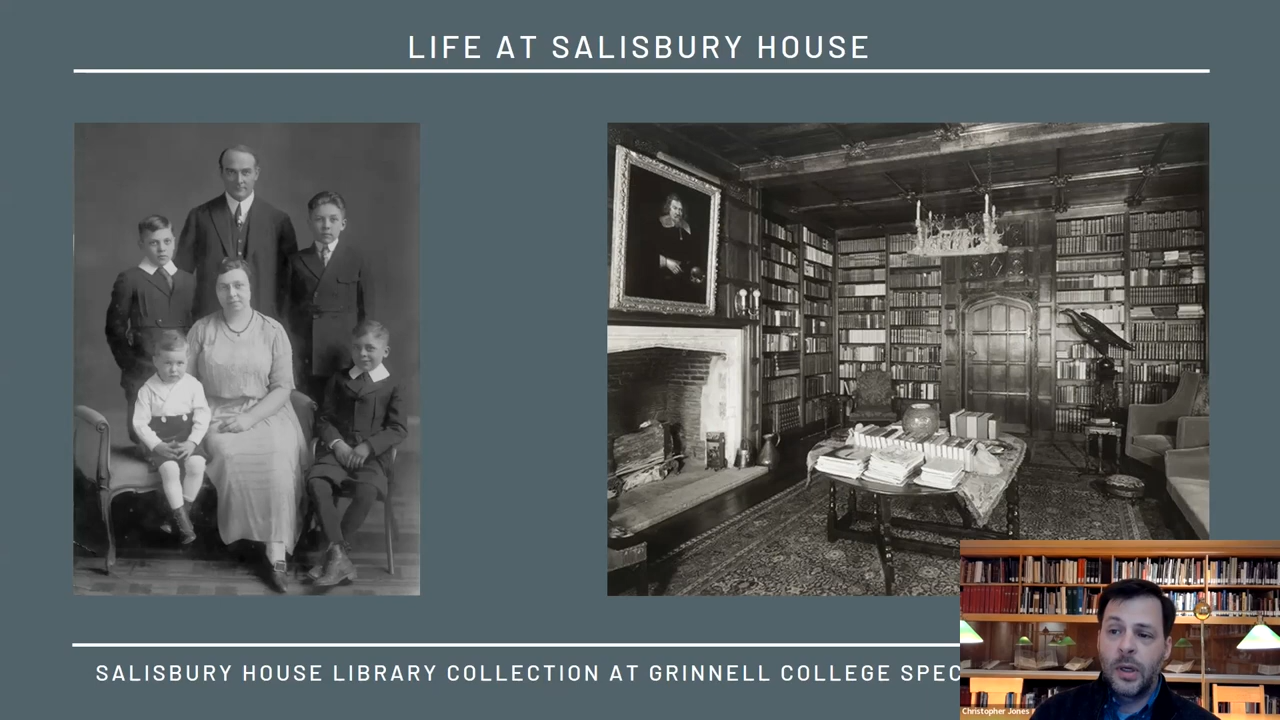 LIFE AT SALISBURY HOUSE
SALISBURY HOUSE LIBRARY COLLECTION AT GRINNELL COLLEGE SPEC
Christopher Jones